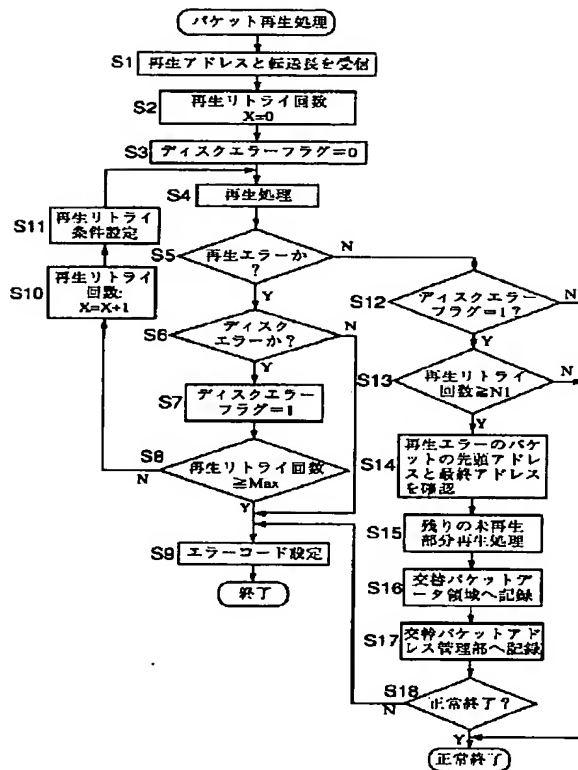 パケット再生処理
S1
再生アドレスと転送長を受信
S2
再生リトライ回数
X=0
S3
ディスクエラーフラグ=0
S4
再生処理
S11
再生リトライ
条件設定
S5
再生エラーか
?
N
Y
S10
再生リトライ
回数:
X=X+1
S6
ディスク
エラーか?
N
Y
S7
ディスクエラー
フラグ=1
S8
再生リトライ回数
≧Max
N
Y
S9
エラーコード設定
終了
S12
ディスクエラー
フラグ=1?
N
Y
S13
再生リトライ
回数≧N1
N
Y
S14
再生エラーのパケ
ットの先頭アドレ
スと最終アドレス
を確認
S15
残りの未再生
部分再生処理
S16
交替パケットデ
ータ領域へ記録
S17
交替パケットアド
レス管理部へ記録
S18
正常終了?
N
Y
正常終了